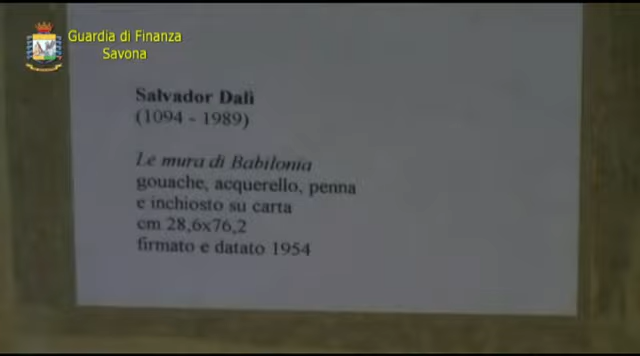 Guardia di Finanza
Savona
Salvador Dalì
(1094 - 1989)
Le mura di Babilonia
gouache, acquerello, penna
e inchiosto su carta
cm 28,6x76,2
firmato e datato 1954